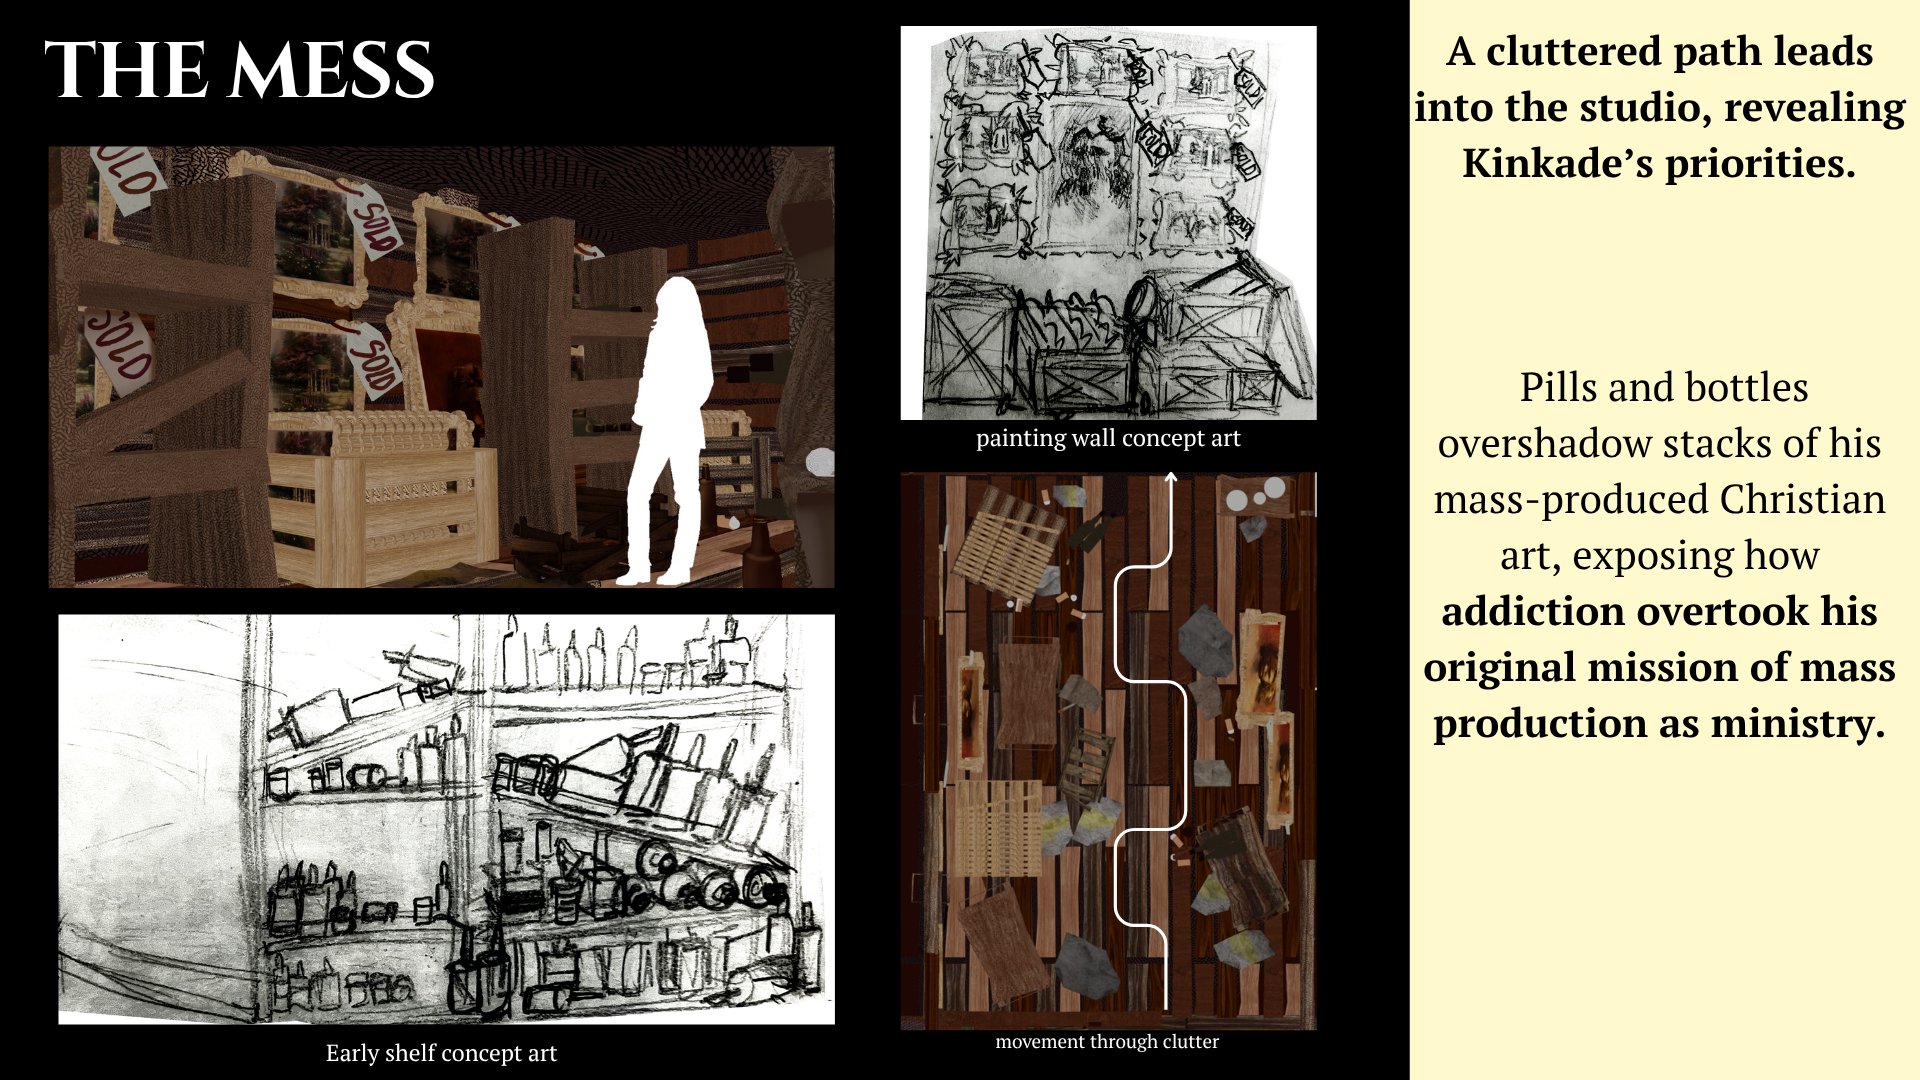 THE MESS
OLD
SOLD
SOLD
SOLD
SOLD
Early shelf concept art
SOLD
SOLD
painting wall concept art
movement through clutter
A cluttered path leads
into the studio, revealing
Kinkade’s priorities.
Pills and bottles
overshadow stacks of his
mass-produced Christian
art, exposing how
addiction overtook his
original mission of mass
production as ministry.